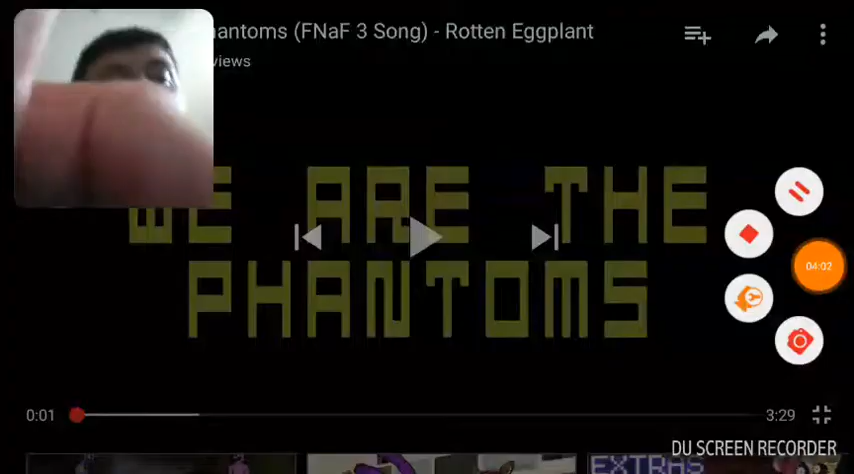 hantoms (FNaF 3 Song) - Rotten Eggplant
views
WE ARE THE
PHANTOMS
04:02
0:01
3:29
DU SCREEN RECORDER
EXTRAS